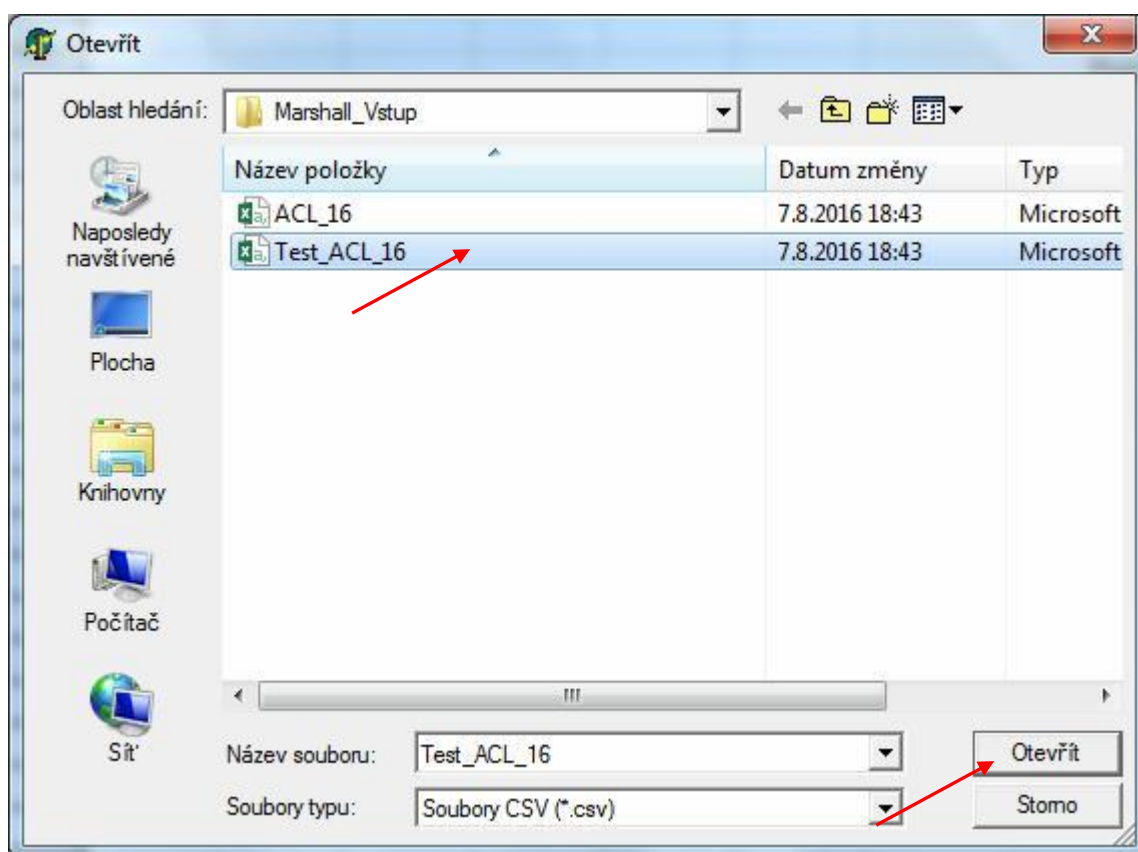 Otevřít
Oblast hledání: Marshall_Vstup
Název položky Datum změny Typ
ACL_16 7.8.2016 18:43 Microsoft
Test_ACL_16 7.8.2016 18:43 Microsoft
Naposledy
navštívené
Plocha
Knihovny
Počítač
Síť
Název souboru: Test_ACL_16 Otevřít
Soubory typu: Soubory CSV (*.csv) Storno